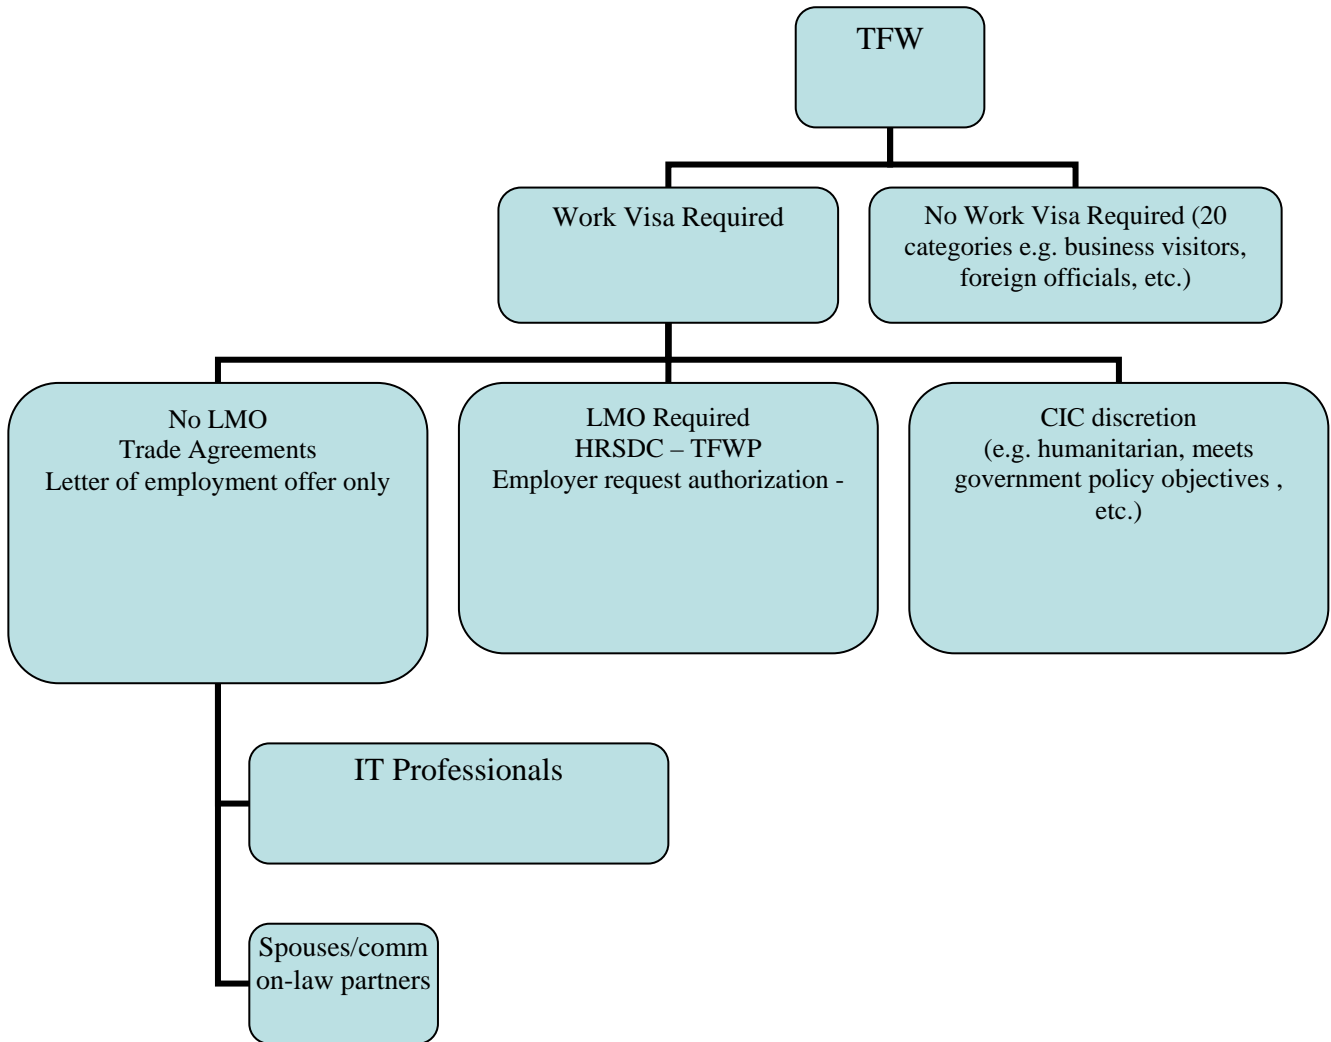 TFW
Work Visa Required
No Work Visa Required (20
categories e.g. business visitors,
foreign officials, etc.)
No LMO
Trade Agreements
Letter of employment offer only
LMO Required
HRSDC – TFWP
Employer request authorization -
CIC discretion
(e.g. humanitarian, meets
government policy objectives ,
etc.)
IT Professionals
Spouses/comm
on-law partners